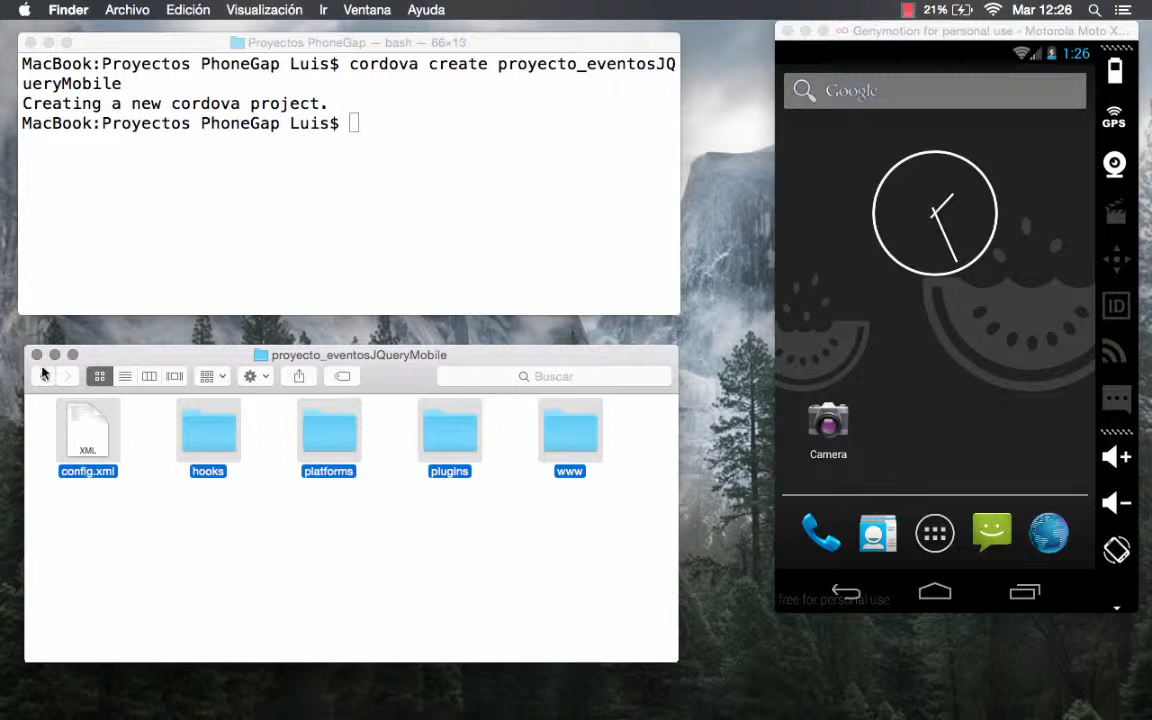 Finder Archivo Edición Visualización Ir Ventana Ayuda 21% Mar 12:26
Proyectos PhoneGap — bash — 66×13
MacBook:Proyectos PhoneGap Luis$ cordova create proyecto_eventosJQ
ueryMobile
Creating a new cordova project.
MacBook:Proyectos PhoneGap Luis$
proyecto_eventosJQueryMobile
Buscar
XML
config.xml hooks platforms plugins www
Genymotion for personal use - Motorola Moto X...
1:26
Google
GPS
ID
Camera
free for personal use